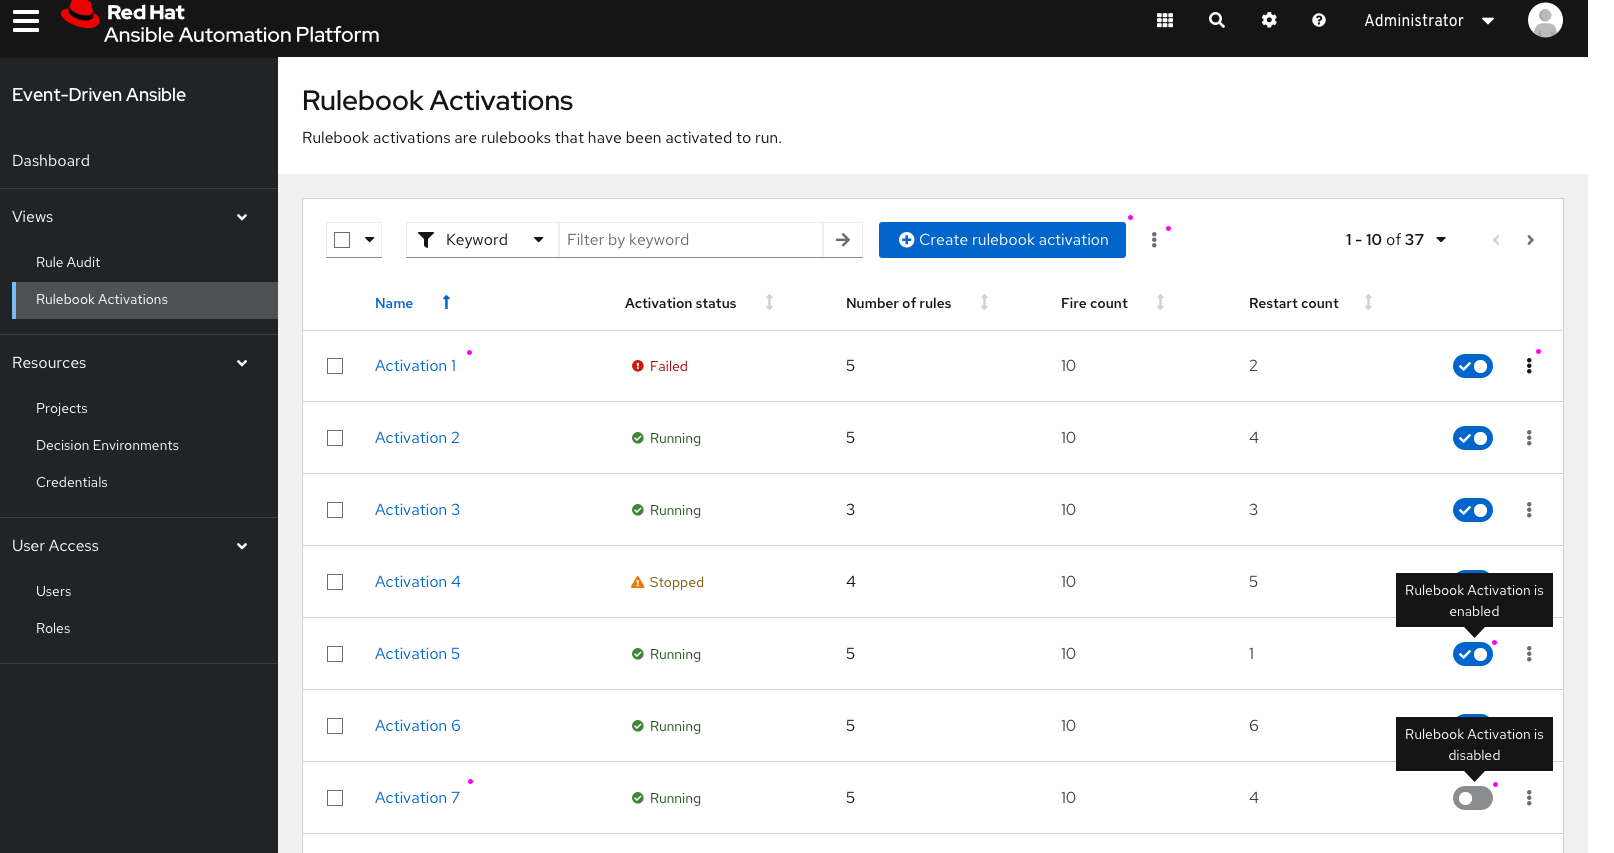 Red Hat
Ansible Automation Platform
Administrator
Event-Driven Ansible
Dashboard
Views
Rule Audit
Rulebook Activations
Resources
Projects
Decision Environments
Credentials
User Access
Users
Roles
Rulebook Activations
Rulebook activations are rulebooks that have been activated to run.
Keyword Filter by keyword Create rulebook activation 1 - 10 of 37
Name Activation status Number of rules Fire count Restart count
Activation 1 Failed 5 10 2
Activation 2 Running 5 10 4
Activation 3 Running 3 10 3
Activation 4 Stopped 4 10 5
Rulebook Activation is
enabled
Activation 5 Running 5 10 1
Activation 6 Running 5 10 6
Rulebook Activation is
disabled
Activation 7 Running 5 10 4